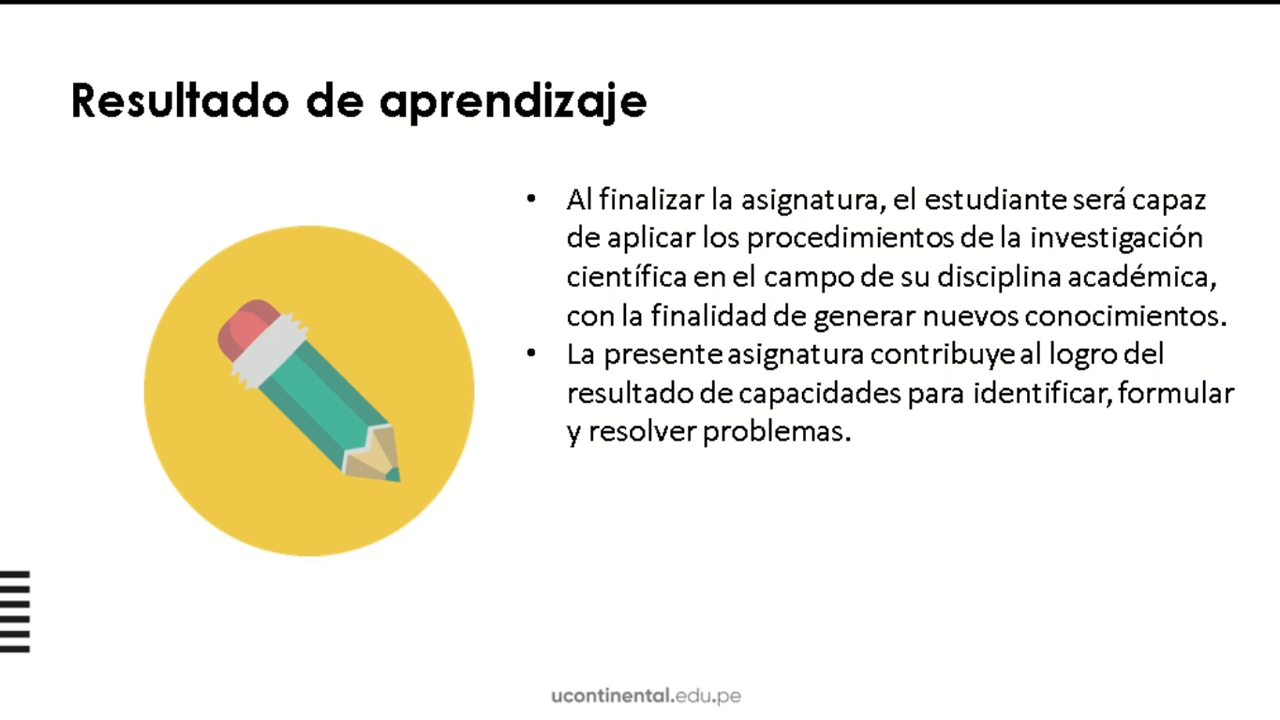 Resultado de aprendizaje
• Al finalizar la asignatura, el estudiante será capaz
de aplicar los procedimientos de la investigación
científica en el campo de su disciplina académica,
con la finalidad de generar nuevos conocimientos.
• La presente asignatura contribuye al logro del
resultado de capacidades para identificar, formular
y resolver problemas.
ucontinental.edu.pe